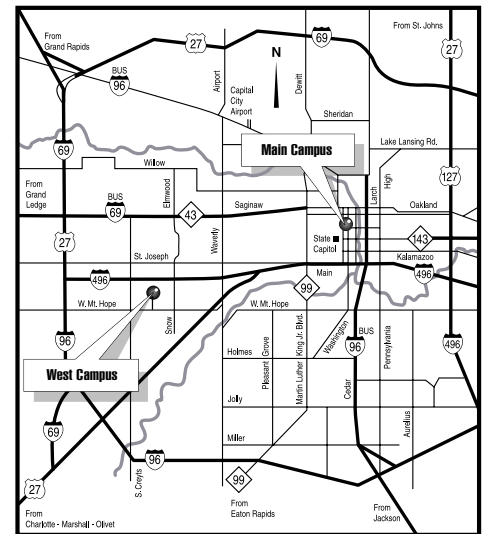 From
Grand Rapids
27
69
From St. Johns
27
N
BUS
96
Airport
Capital
City
Airport
Dewitt
Sheridan
Main Campus
Lake Lansing Rd.
69
Willow
From
Grand
Ledge
BUS
69
Elmwood
43
Saginaw
Larch
High
127
Oakland
27
Waverly
State
Capitol
143
St. Joseph
Kalamazoo
496
Main
496
99
W. Mt. Hope
W. Mt. Hope
Snow
96
West Campus
Holmes
Pleasant Grove
Martin Luther King Jr. Blvd.
Washington
BUS
96
Pennsylvania
496
Jolly
Cedar
69
Miller
Aurelius
96
99
27
S. Creyts
From
Charlotte - Marshall - Olivet
From
Eaton Rapids
From
Jackson